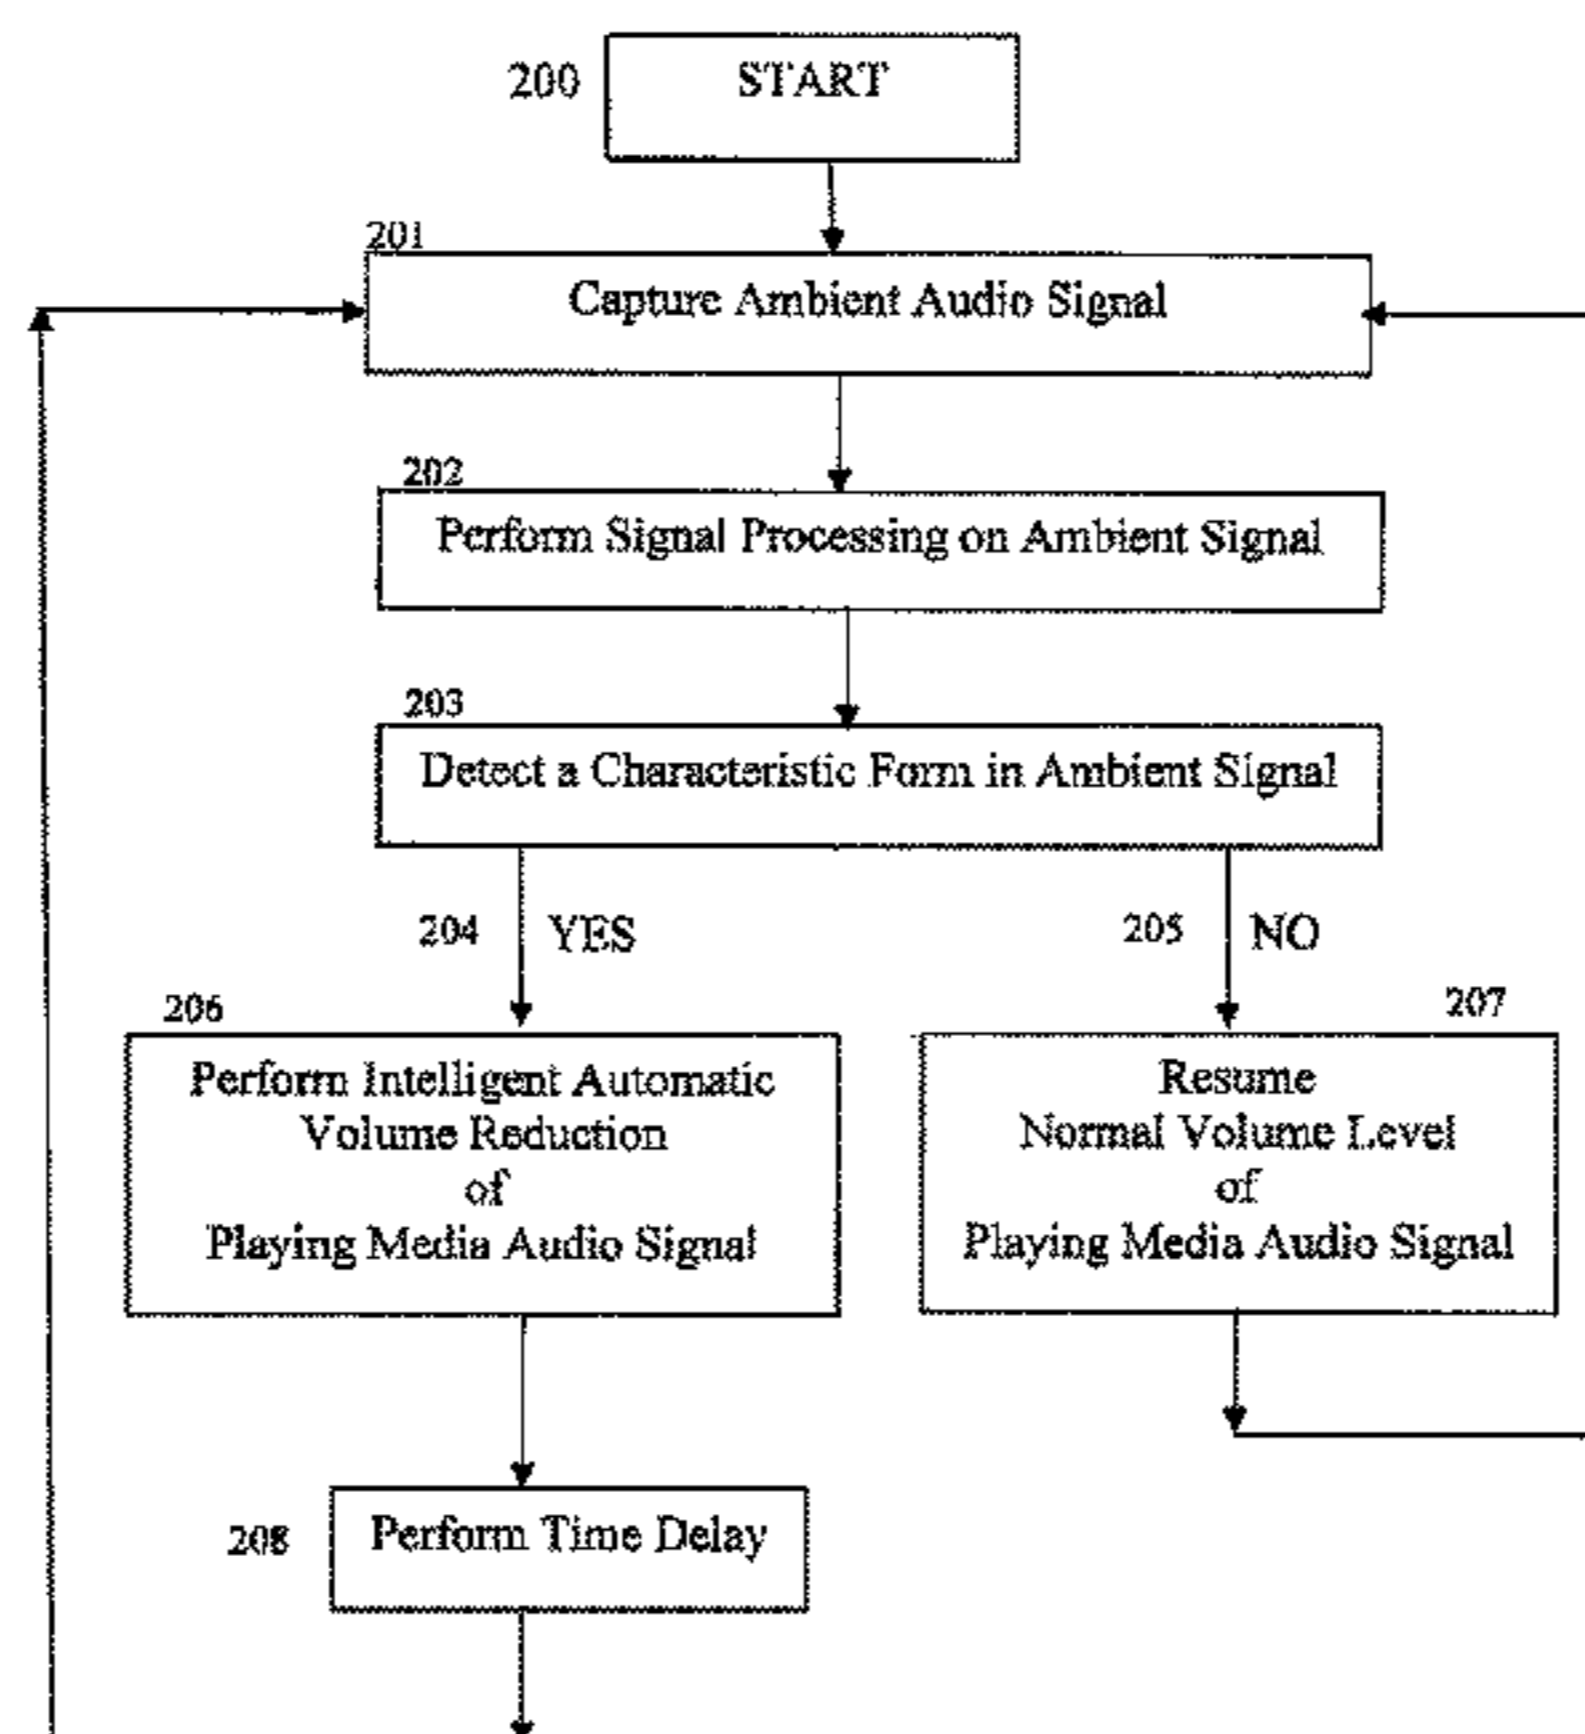 200 START
201
Capture Ambient Audio Signal
202
Perform Signal Processing on Ambient Signal
203
Detect a Characteristic Form in Ambient Signal
204 YES
205 NO
206
Perform Intelligent Automatic
Volume Reduction
of
Playing Media Audio Signal
207
Resume
Normal Volume Level
of
Playing Media Audio Signal
208 Perform Time Delay